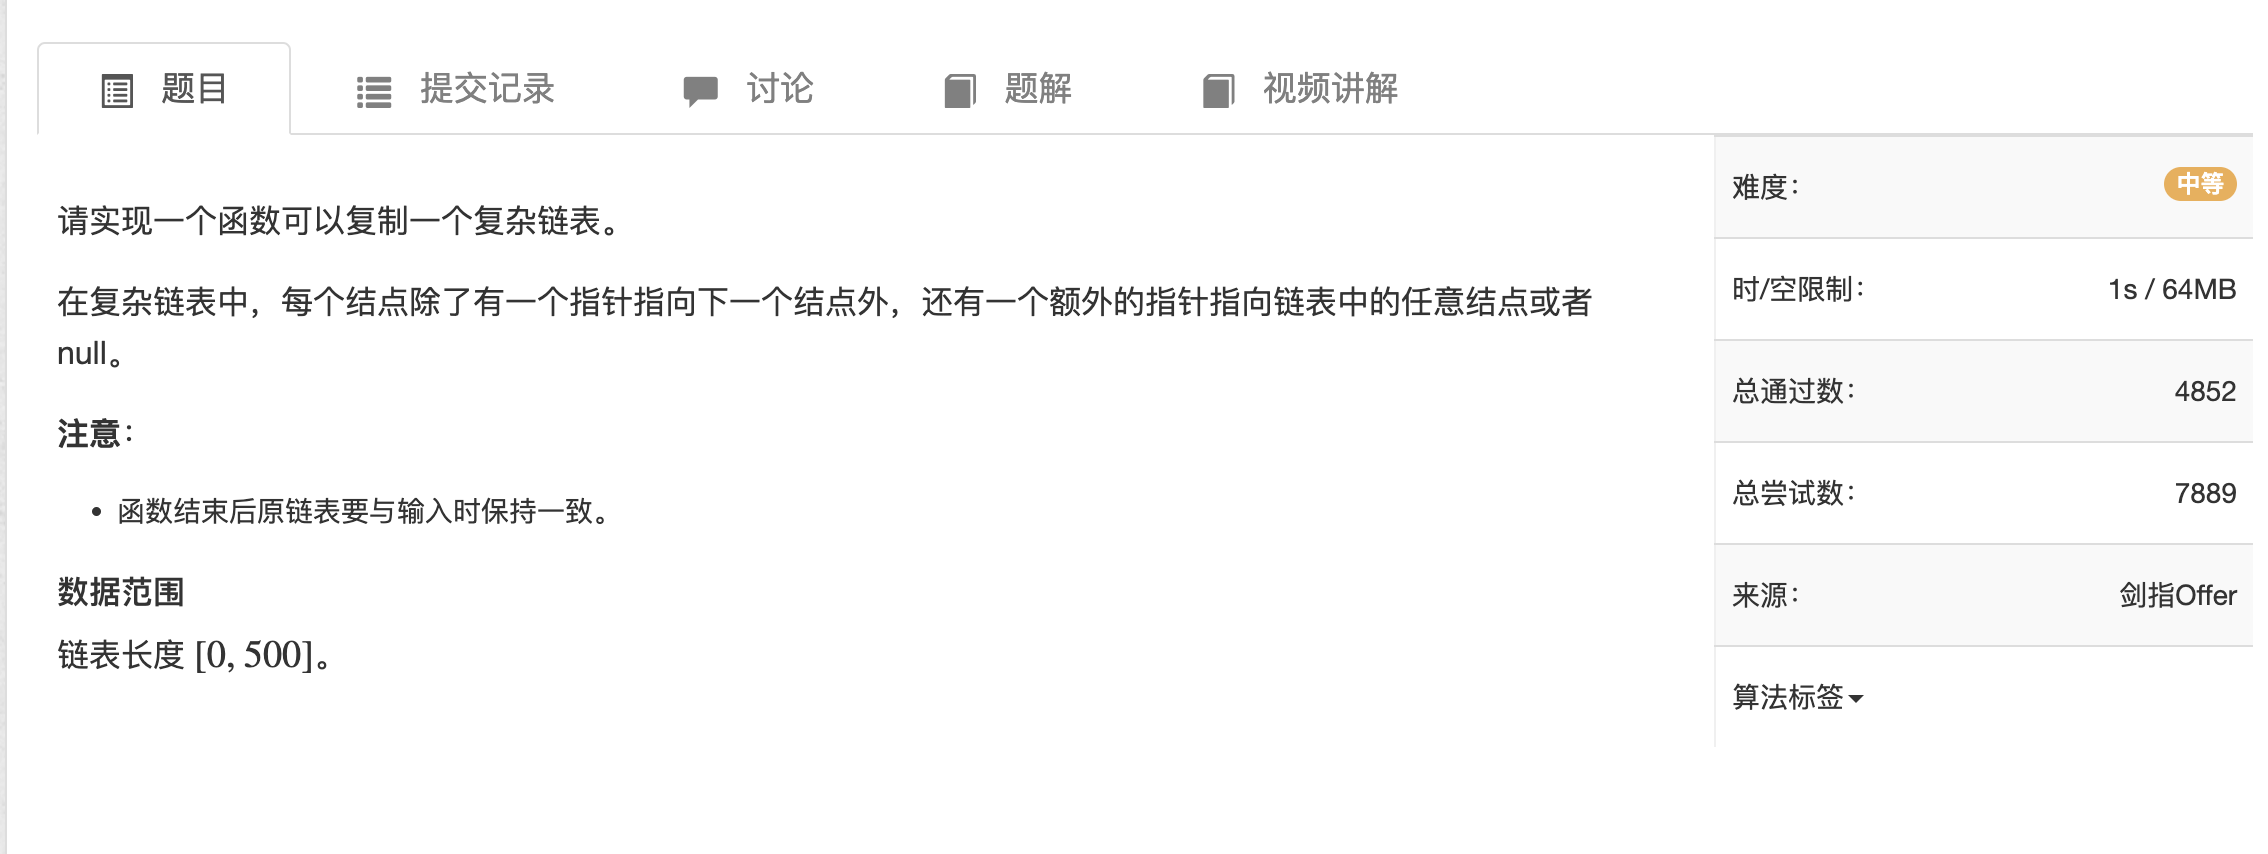 题目 提交记录 讨论 题解 视频讲解
请实现一个函数可以复制一个复杂链表。
在复杂链表中，每个结点除了有一个指针指向下一个结点外，还有一个额外的指针指向链表中的任意结点或者
null。
注意：
• 函数结束后原链表要与输入时保持一致。
数据范围
链表长度 [0, 500]。
难度： 中等
时/空限制： 1s / 64MB
总通过数： 4852
总尝试数： 7889
来源： 剑指Offer
算法标签